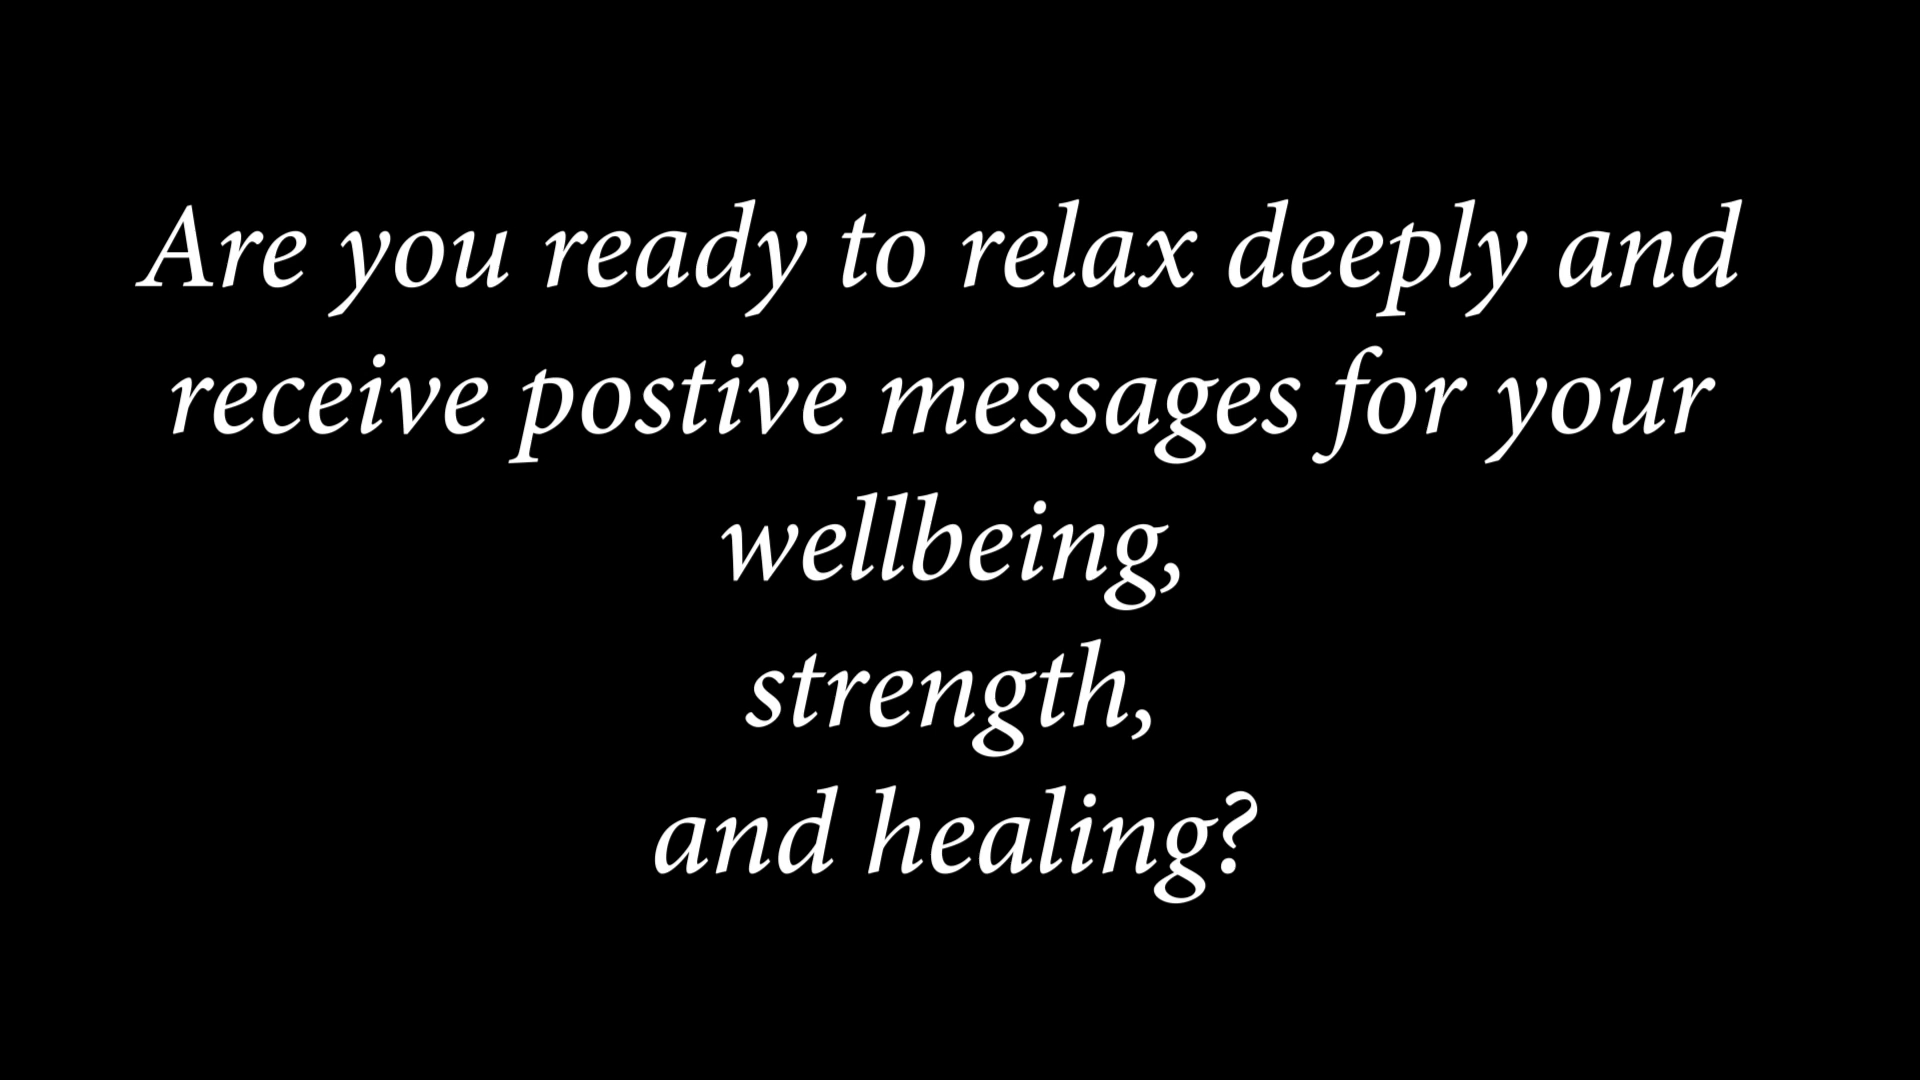 Are you ready to relax deeply and
receive postive messages for your
wellbeing,
strength,
and healing?